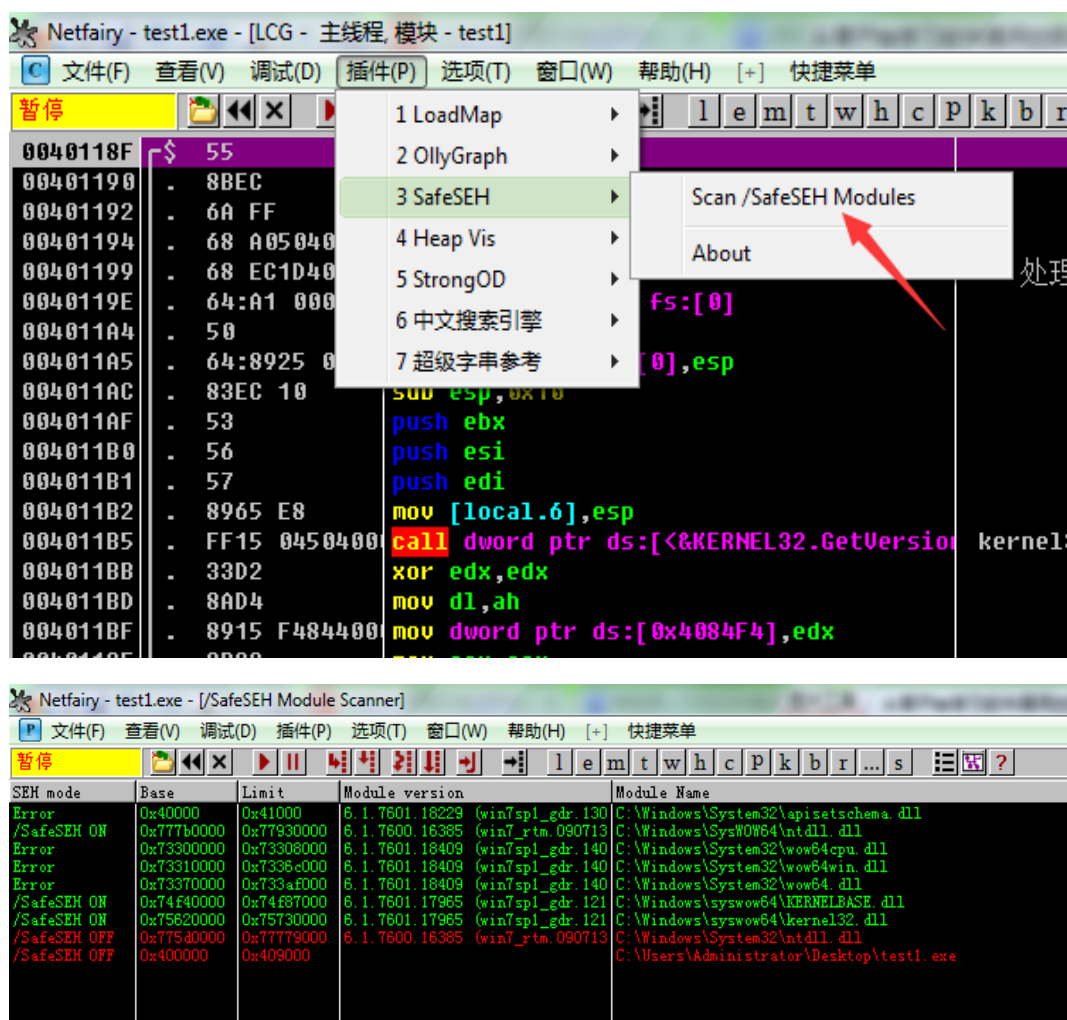 Netfairy - test1.exe - [LCG - 主线程, 模块 - test1]
C 文件(F) 查看(V) 调试(D) 插件(P) 选项(T) 窗口(W) 帮助(H) [+] 快捷菜单
暂停 l e m t w h c P k b r
1 LoadMap
2 OllyGraph
3 SafeSEH
4 Heap Vis
5 StrongOD
6 中文搜索引擎
7 超级字串参考
Scan /SafeSEH Modules
About
0040118F $ 55
00401190 . 8BEC
00401192 . 6A FF
00401194 . 68 A05040
00401199 . 68 EC1D40 处理
0040119E . 64:A1 000 fs:[0]
004011A4 . 50
004011A5 . 64:8925 0 [0],esp
004011AC . 83EC 10 sub esp,0x10
004011AF . 53 push ebx
004011B0 . 56 push esi
004011B1 . 57 push edi
004011B2 . 8965 E8 mov [local.6],esp
004011B5 . FF15 04504000 call dword ptr ds:[<&KERNEL32.GetVersion kernel3
004011BB . 33D2 xor edx,edx
004011BD . 8AD4 mov dl,ah
004011BF . 8915 F4844000 mov dword ptr ds:[0x4084F4],edx
Netfairy - test1.exe - [/SafeSEH Module Scanner]
P 文件(F) 查看(V) 调试(D) 插件(P) 选项(T) 窗口(W) 帮助(H) [+] 快捷菜单
暂停 l e m t w h c P k b r ... s ?
SEH mode Base Limit Module version Module Name
Error 0x40000 0x41000 6.1.7601.18229 (win7sp1_gdr.130 C:\Windows\System32\apisetschema.dll
/SafeSEH ON 0x777b0000 0x77930000 6.1.7600.16385 (win7_rtm.090713 C:\Windows\SysWOW64\ntdll.dll
Error 0x73300000 0x73308000 6.1.7601.18409 (win7sp1_gdr.140 C:\Windows\System32\wow64cpu.dll
Error 0x73310000 0x7336c000 6.1.7601.18409 (win7sp1_gdr.140 C:\Windows\System32\wow64win.dll
Error 0x73370000 0x733af000 6.1.7601.18409 (win7sp1_gdr.140 C:\Windows\System32\wow64.dll
/SafeSEH ON 0x74f40000 0x74f87000 6.1.7601.17965 (win7sp1_gdr.121 C:\Windows\syswow64\KERNELBASE.dll
/SafeSEH ON 0x75620000 0x75730000 6.1.7601.17965 (win7sp1_gdr.121 C:\Windows\syswow64\kernel32.dll
/SafeSEH OFF 0x775d0000 0x77779000 6.1.7600.16385 (win7_rtm.090713 C:\Windows\System32\ntdll.dll
/SafeSEH OFF 0x400000 0x409000 C:\Users\Administrator\Desktop\test1.exe